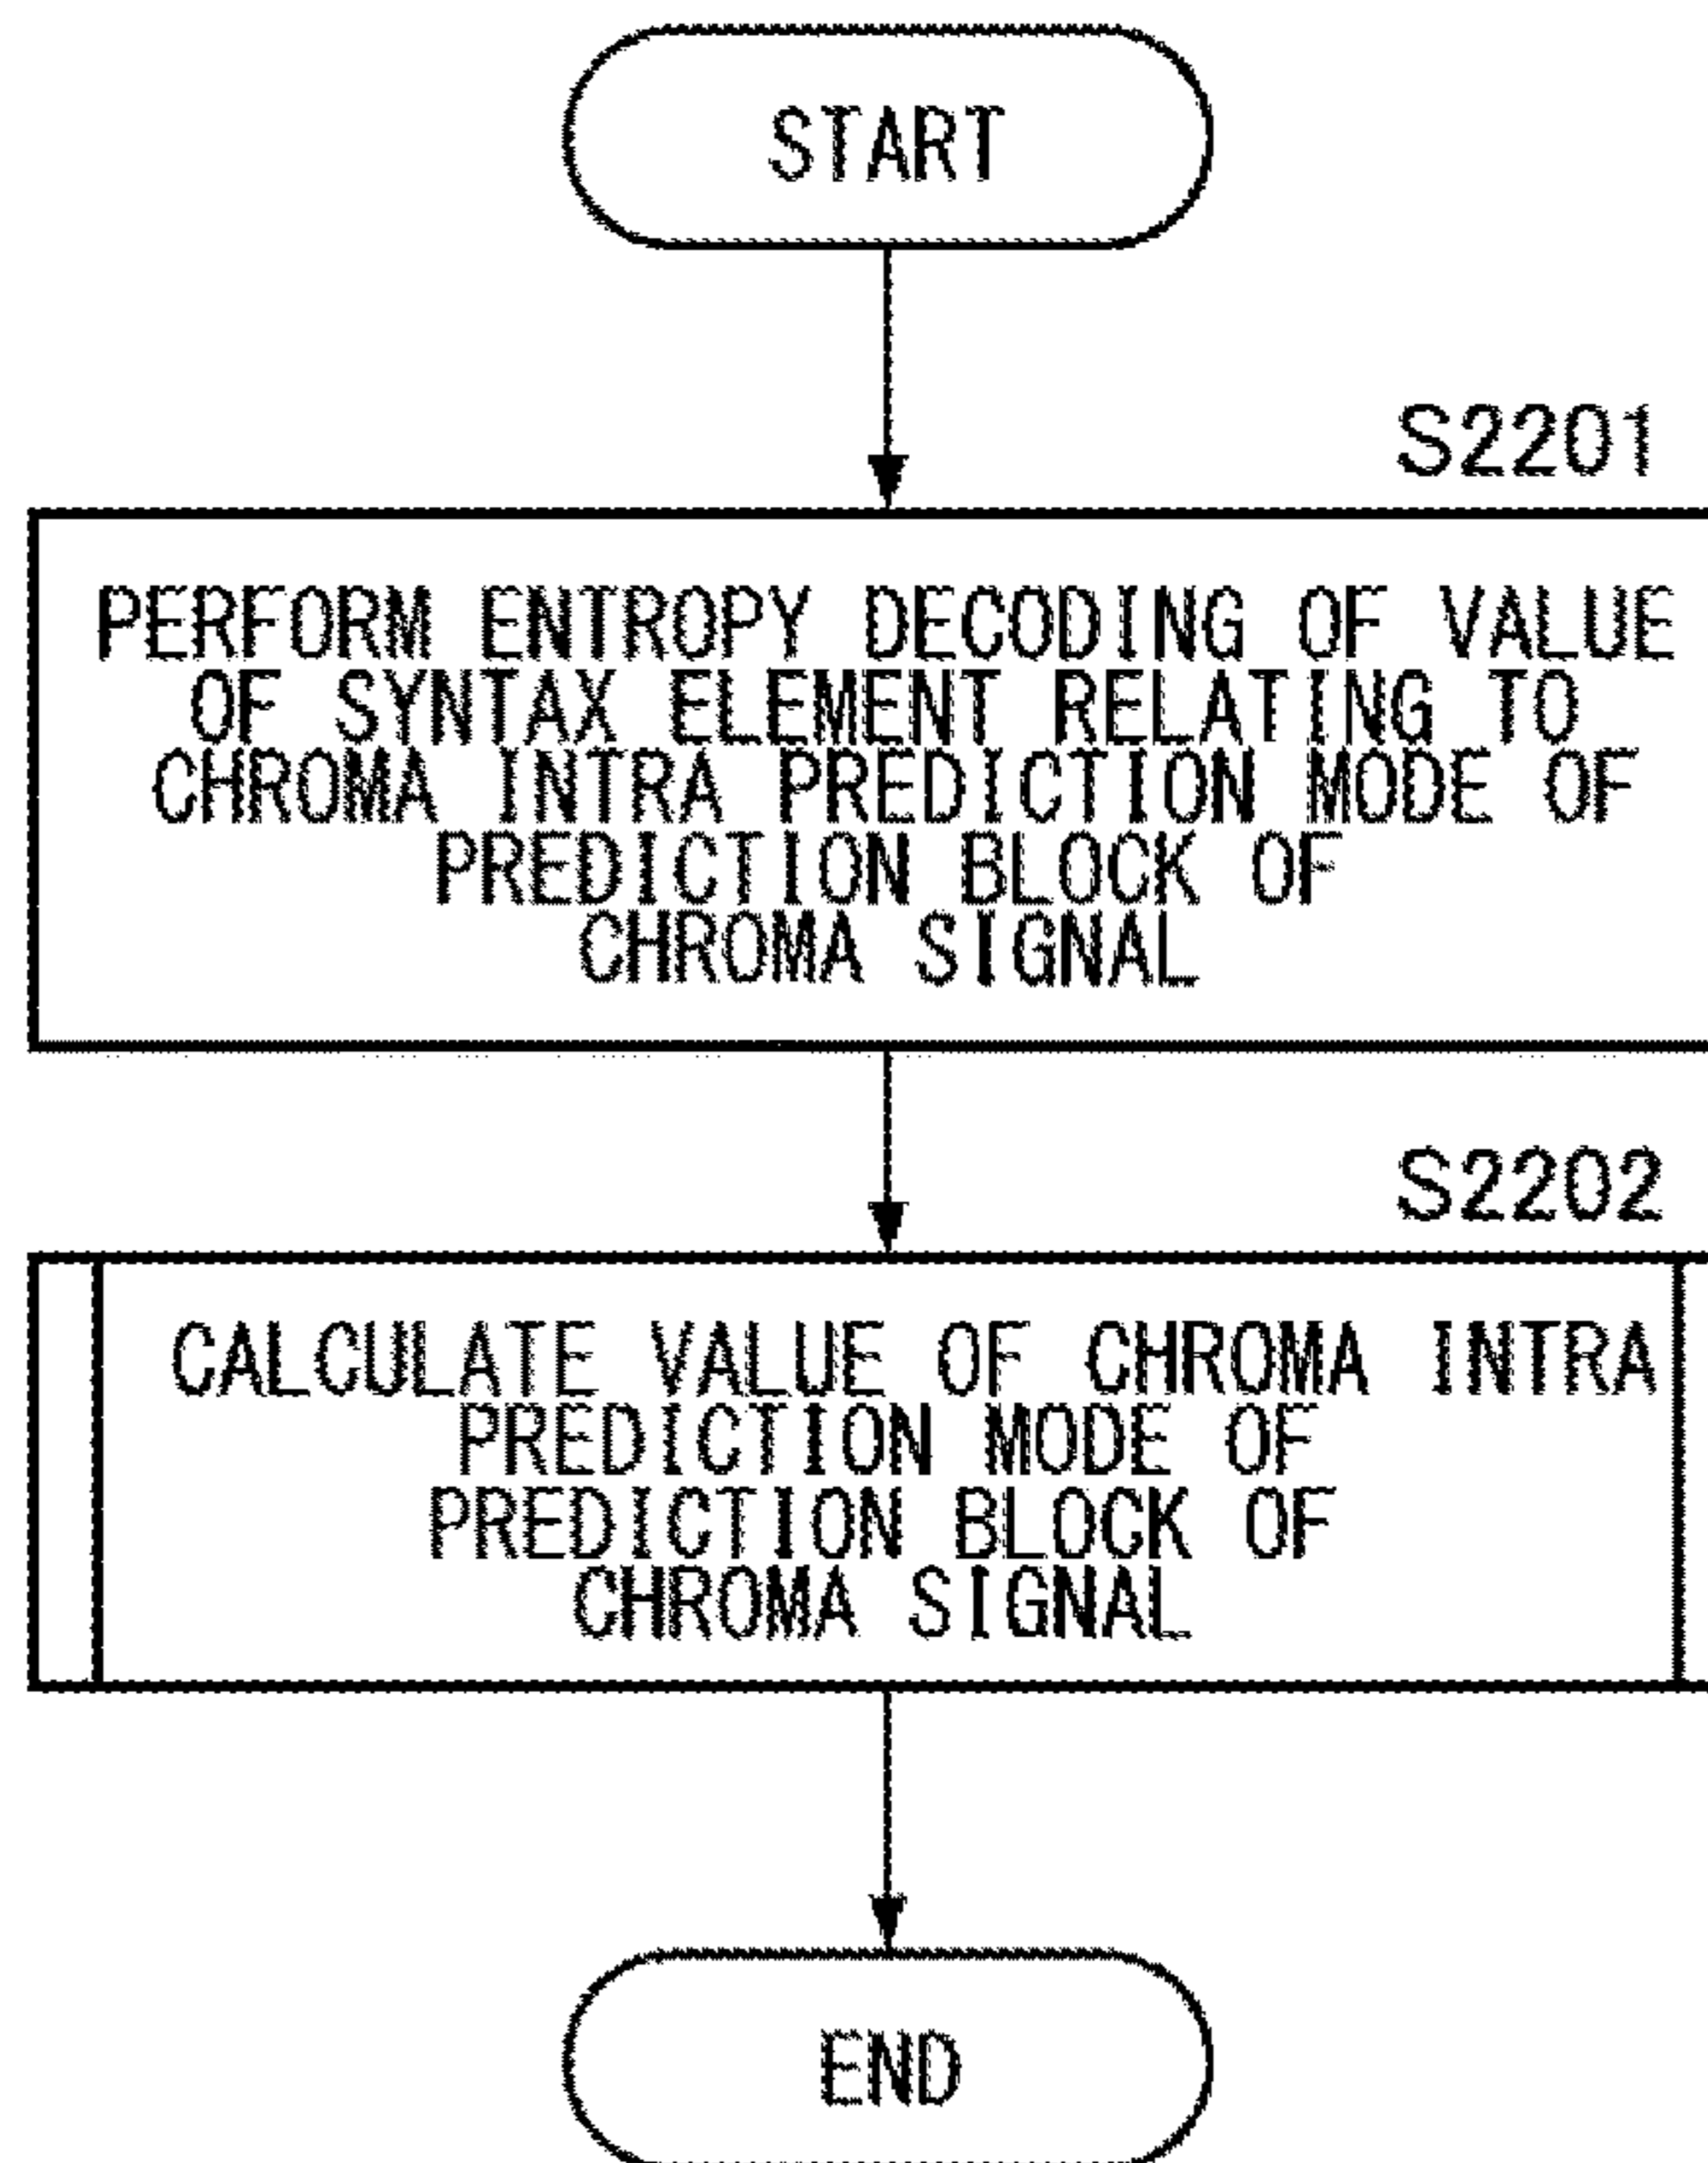 START
S2201
PERFORM ENTROPY DECODING OF VALUE
OF SYNTAX ELEMENT RELATING TO
CHROMA INTRA PREDICTION MODE OF
PREDICTION BLOCK OF
CHROMA SIGNAL
S2202
CALCULATE VALUE OF CHROMA INTRA
PREDICTION MODE OF
PREDICTION BLOCK OF
CHROMA SIGNAL
END